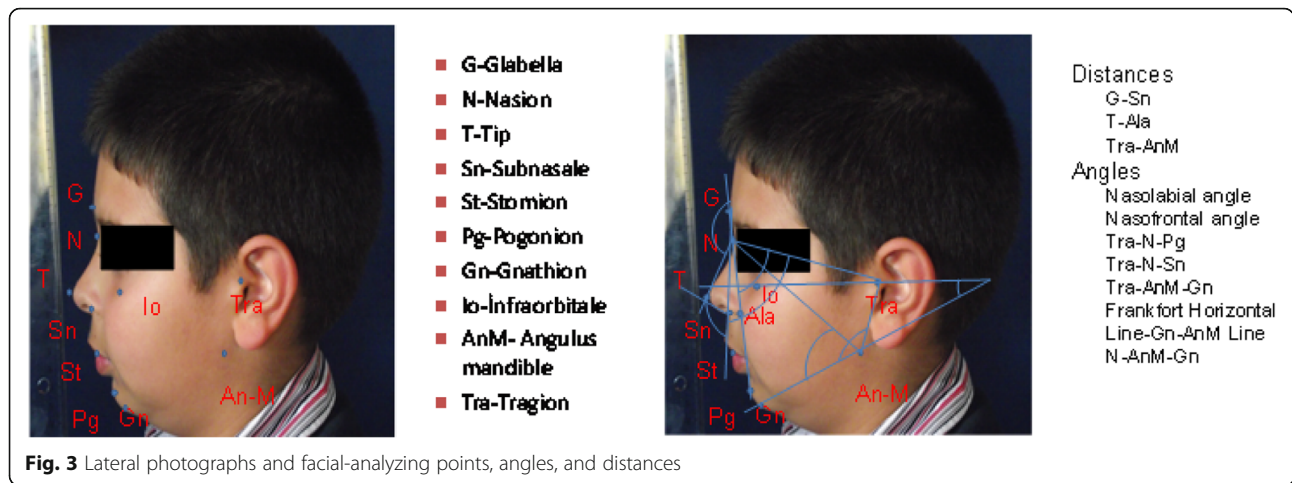 G
N
T
Sn
St
Pg
Gn
Io
Tra
An-M
G-Glabella
N-Nasion
T-Tip
Sn-Subnasale
St-Stomion
Pg-Pogonion
Gn-Gnathion
Io-Infraorbitale
AnM- Angulus
mandible
Tra-Tragion
G
N
T
Sn
St
Pg
Gn
Io
Ala
Tra
An-M
Distances
G-Sn
T-Ala
Tra-AnM
Angles
Nasolabial angle
Nasofrontal angle
Tra-N-Pg
Tra-N-Sn
Tra-AnM-Gn
Frankfort Horizontal
Line-Gn-AnM Line
N-AnM-Gn
Fig. 3 Lateral photographs and facial-analyzing points, angles, and distances